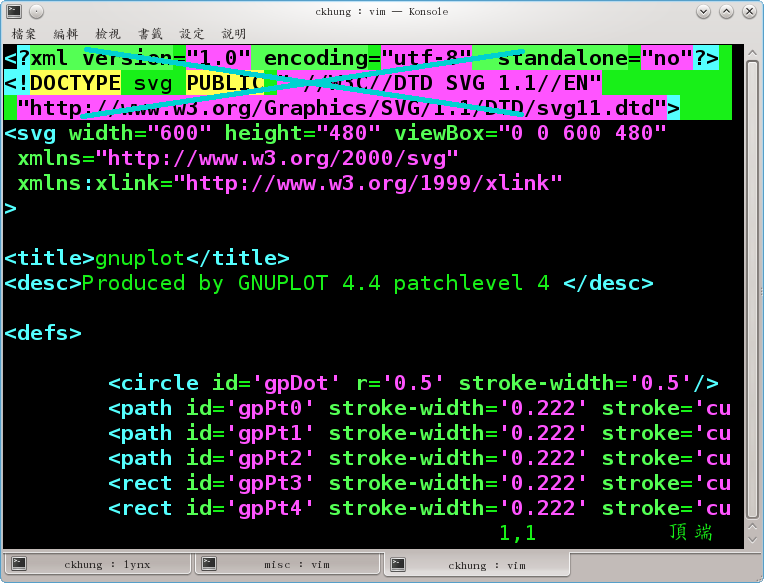 ckhung : vim — Konsole
檔案 編輯 檢視 書籤 設定 說明
<?xml version="1.0" encoding="utf-8"  standalone="no"?>
<!DOCTYPE svg PUBLIC "-//W3C//DTD SVG 1.1//EN"
"http://www.w3.org/Graphics/SVG/1.1/DTD/svg11.dtd">
<svg width="600" height="480" viewBox="0 0 600 480"
xmlns="http://www.w3.org/2000/svg"
xmlns:xlink="http://www.w3.org/1999/xlink"
>
<title>gnuplot</title>
<desc>Produced by GNUPLOT 4.4 patchlevel 4 </desc>
<defs>
<circle id='gpDot' r='0.5' stroke-width='0.5'/>
<path id='gpPt0' stroke-width='0.222' stroke='cu
<path id='gpPt1' stroke-width='0.222' stroke='cu
<path id='gpPt2' stroke-width='0.222' stroke='cu
<rect id='gpPt3' stroke-width='0.222' stroke='cu
<rect id='gpPt4' stroke-width='0.222' stroke='cu
1,1 頂端
ckhung : lynx misc : vim ckhung : vim